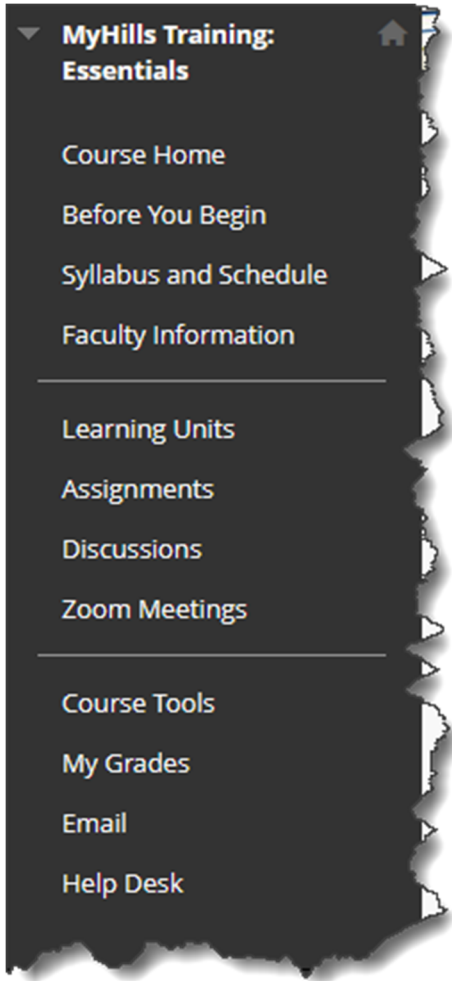 MyHills Training:
Essentials
Course Home
Before You Begin
Syllabus and Schedule
Faculty Information
Learning Units
Assignments
Discussions
Zoom Meetings
Course Tools
My Grades
Email
Help Desk